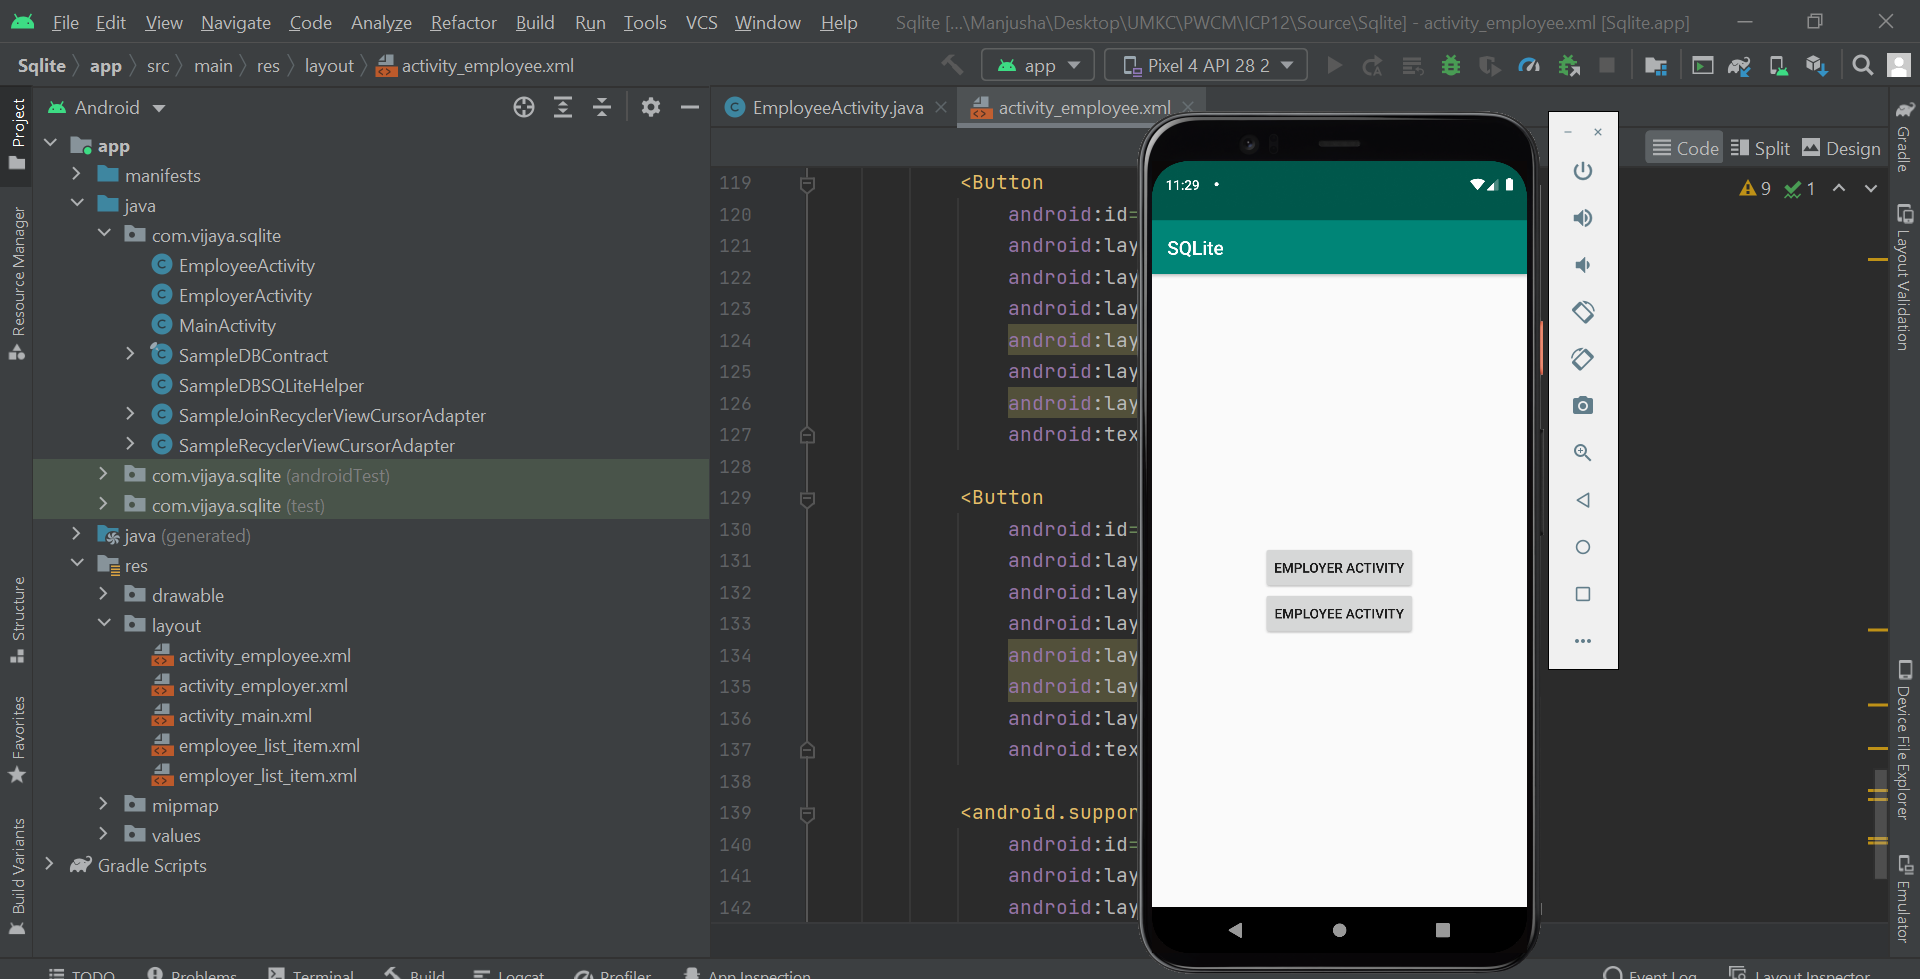 File Edit View Navigate Code Analyze Refactor Build Run Tools VCS Window Help Sqlite [...\Manjusha\Desktop\UMKC\PWCM\ICP12\Source\Sqlite] - activity_employee.xml [Sqlite.app]
Sqlite app src main res layout activity_employee.xml app Pixel 4 API 28 2
Android EmployeeActivity.java activity_employee.xml
Code Split Design
9 1
Project
Resource Manager
Structure
Favorites
Build Variants
app
manifests
java
com.vijaya.sqlite
EmployeeActivity
EmployerActivity
MainActivity
SampleDBContract
SampleDBSQLiteHelper
SampleJoinRecyclerViewCursorAdapter
SampleRecyclerViewCursorAdapter
com.vijaya.sqlite (androidTest)
com.vijaya.sqlite (test)
java (generated)
res
drawable
layout
activity_employee.xml
activity_employer.xml
activity_main.xml
employee_list_item.xml
employer_list_item.xml
mipmap
values
Gradle Scripts
119 <Button
120 android:id=
121 android:lay
122 android:lay
123 android:lay
124 android:lay
125 android:lay
126 android:lay
127 android:tex
128
129 <Button
130 android:id=
131 android:lay
132 android:lay
133 android:lay
134 android:lay
135 android:lay
136 android:lay
137 android:tex
138
139 <android.suppor
140 android:id=
141 android:lay
142 android:lay
11:29
SQLite
EMPLOYER ACTIVITY
EMPLOYEE ACTIVITY
Gradle
Layout Validation
Device File Explorer
Emulator
TODO Problems Terminal Build Logcat Profiler App Inspection Event Log Layout Inspector